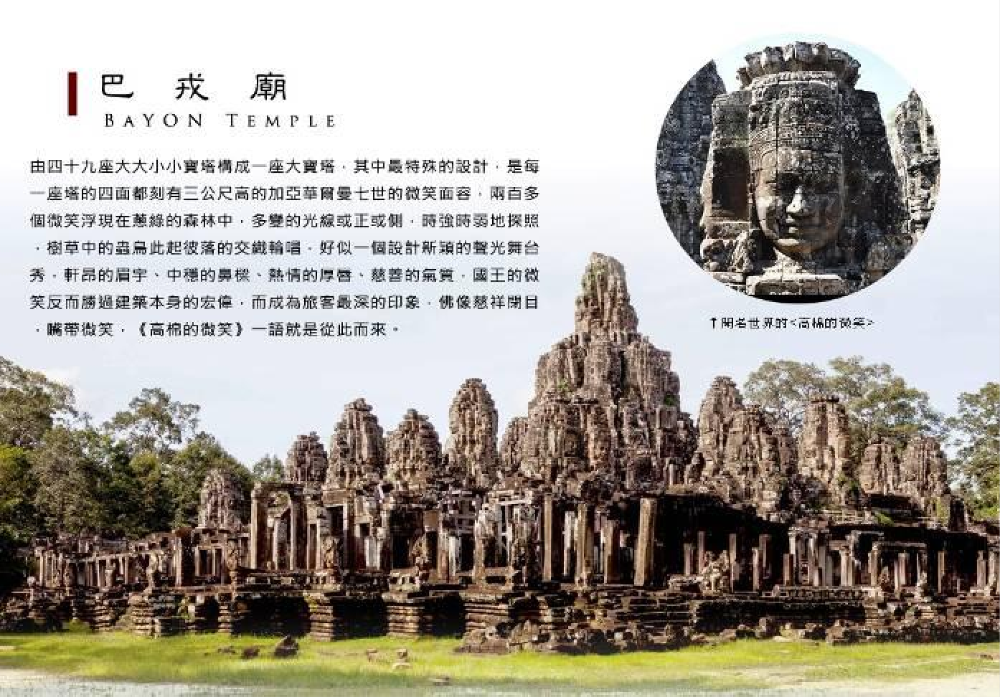 巴戎廟
BAYON TEMPLE
由四十九座大大小小寶塔構成一座大寶塔，其中最特殊的設計，是每
一座塔的四面都刻有三公尺高的加亞華爾曼七世的微笑面容，兩百多
個微笑浮現在蔥綠的森林中，多變的光線或正或側，時強時弱地探照
，樹草中的蟲鳥此起彼落的交織輪唱，好似一個設計新穎的聲光舞台
秀，軒昂的眉宇、中穩的鼻樑、熱情的厚唇、慈善的氣質，國王的微
笑反而勝過建築本身的宏偉，而成為旅客最深的印象，佛像慈祥閉目
，嘴帶微笑，《高棉的微笑》一語就是從此而來。
↑聞名世界的<高棉的微笑>